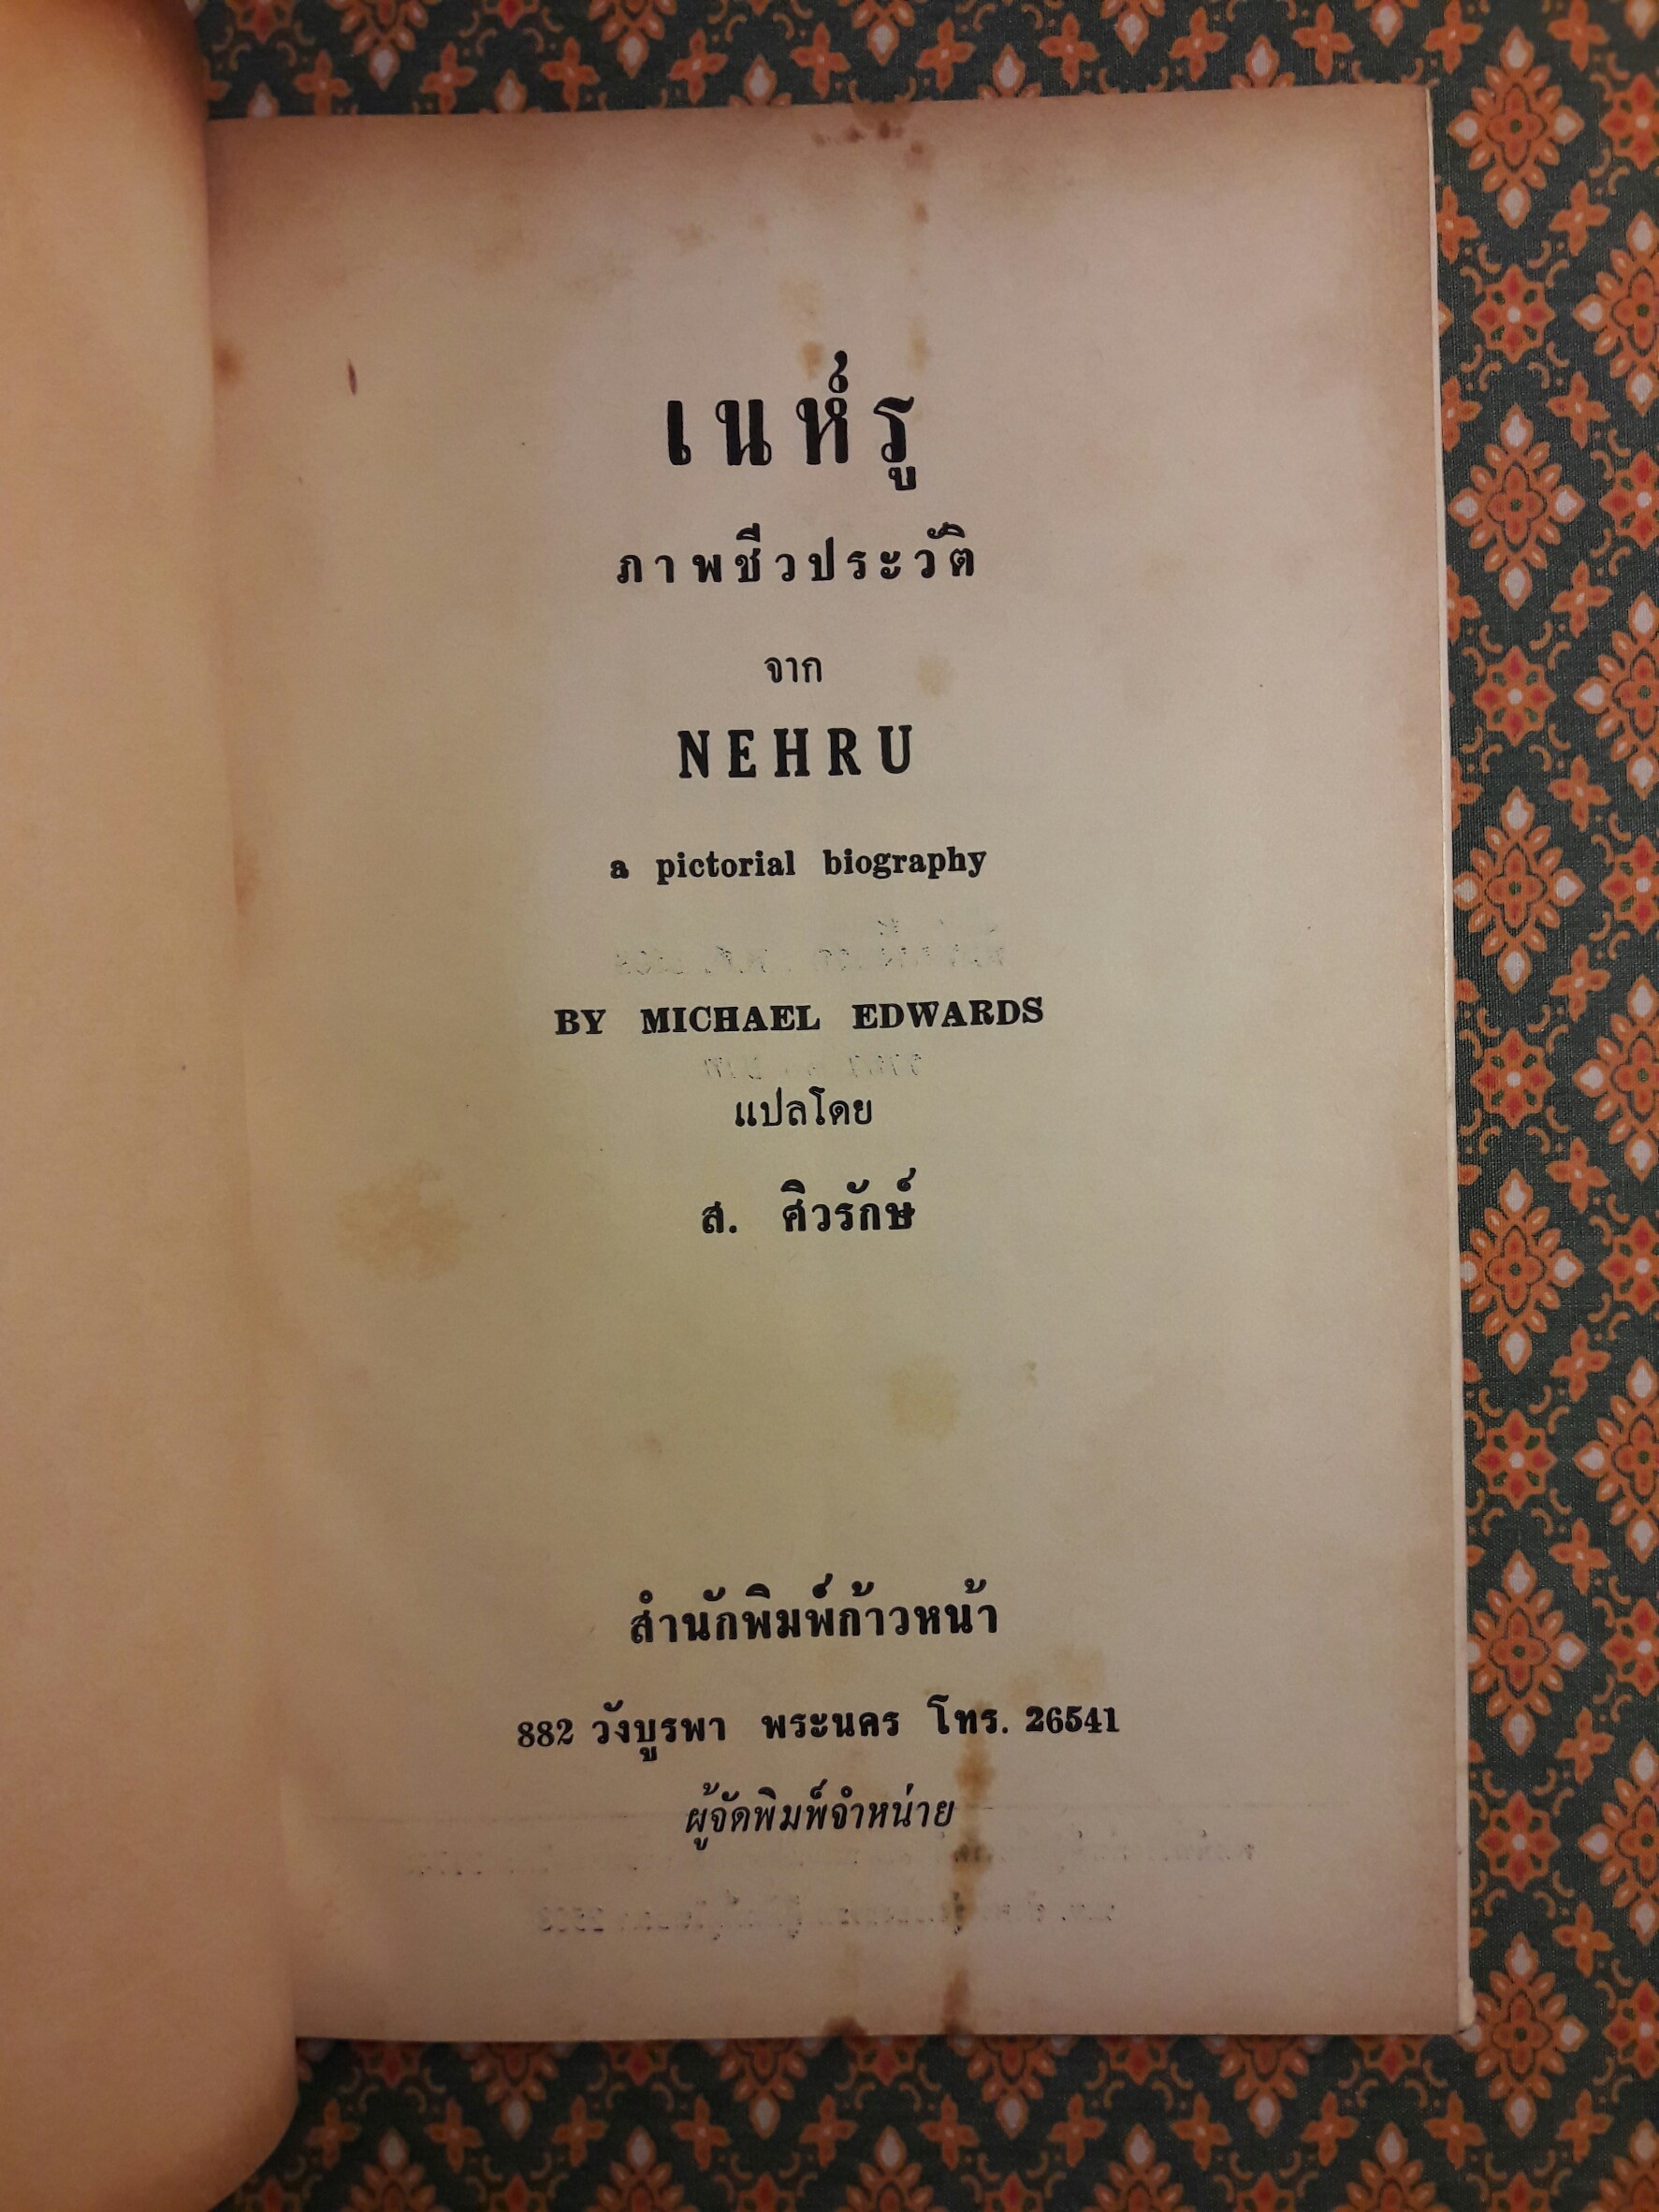 เนห์รู
ภาพชีวประวัติ
จาก
NEHRU
a pictorial biography
BY MICHAEL EDWARDS
แปลโดย
ส. ศิวรักษ์
สำนักพิมพ์ก้าวหน้า
882 วังบูรพา พระนคร โทร. 26541
ผู้จัดพิมพ์จำหน่าย